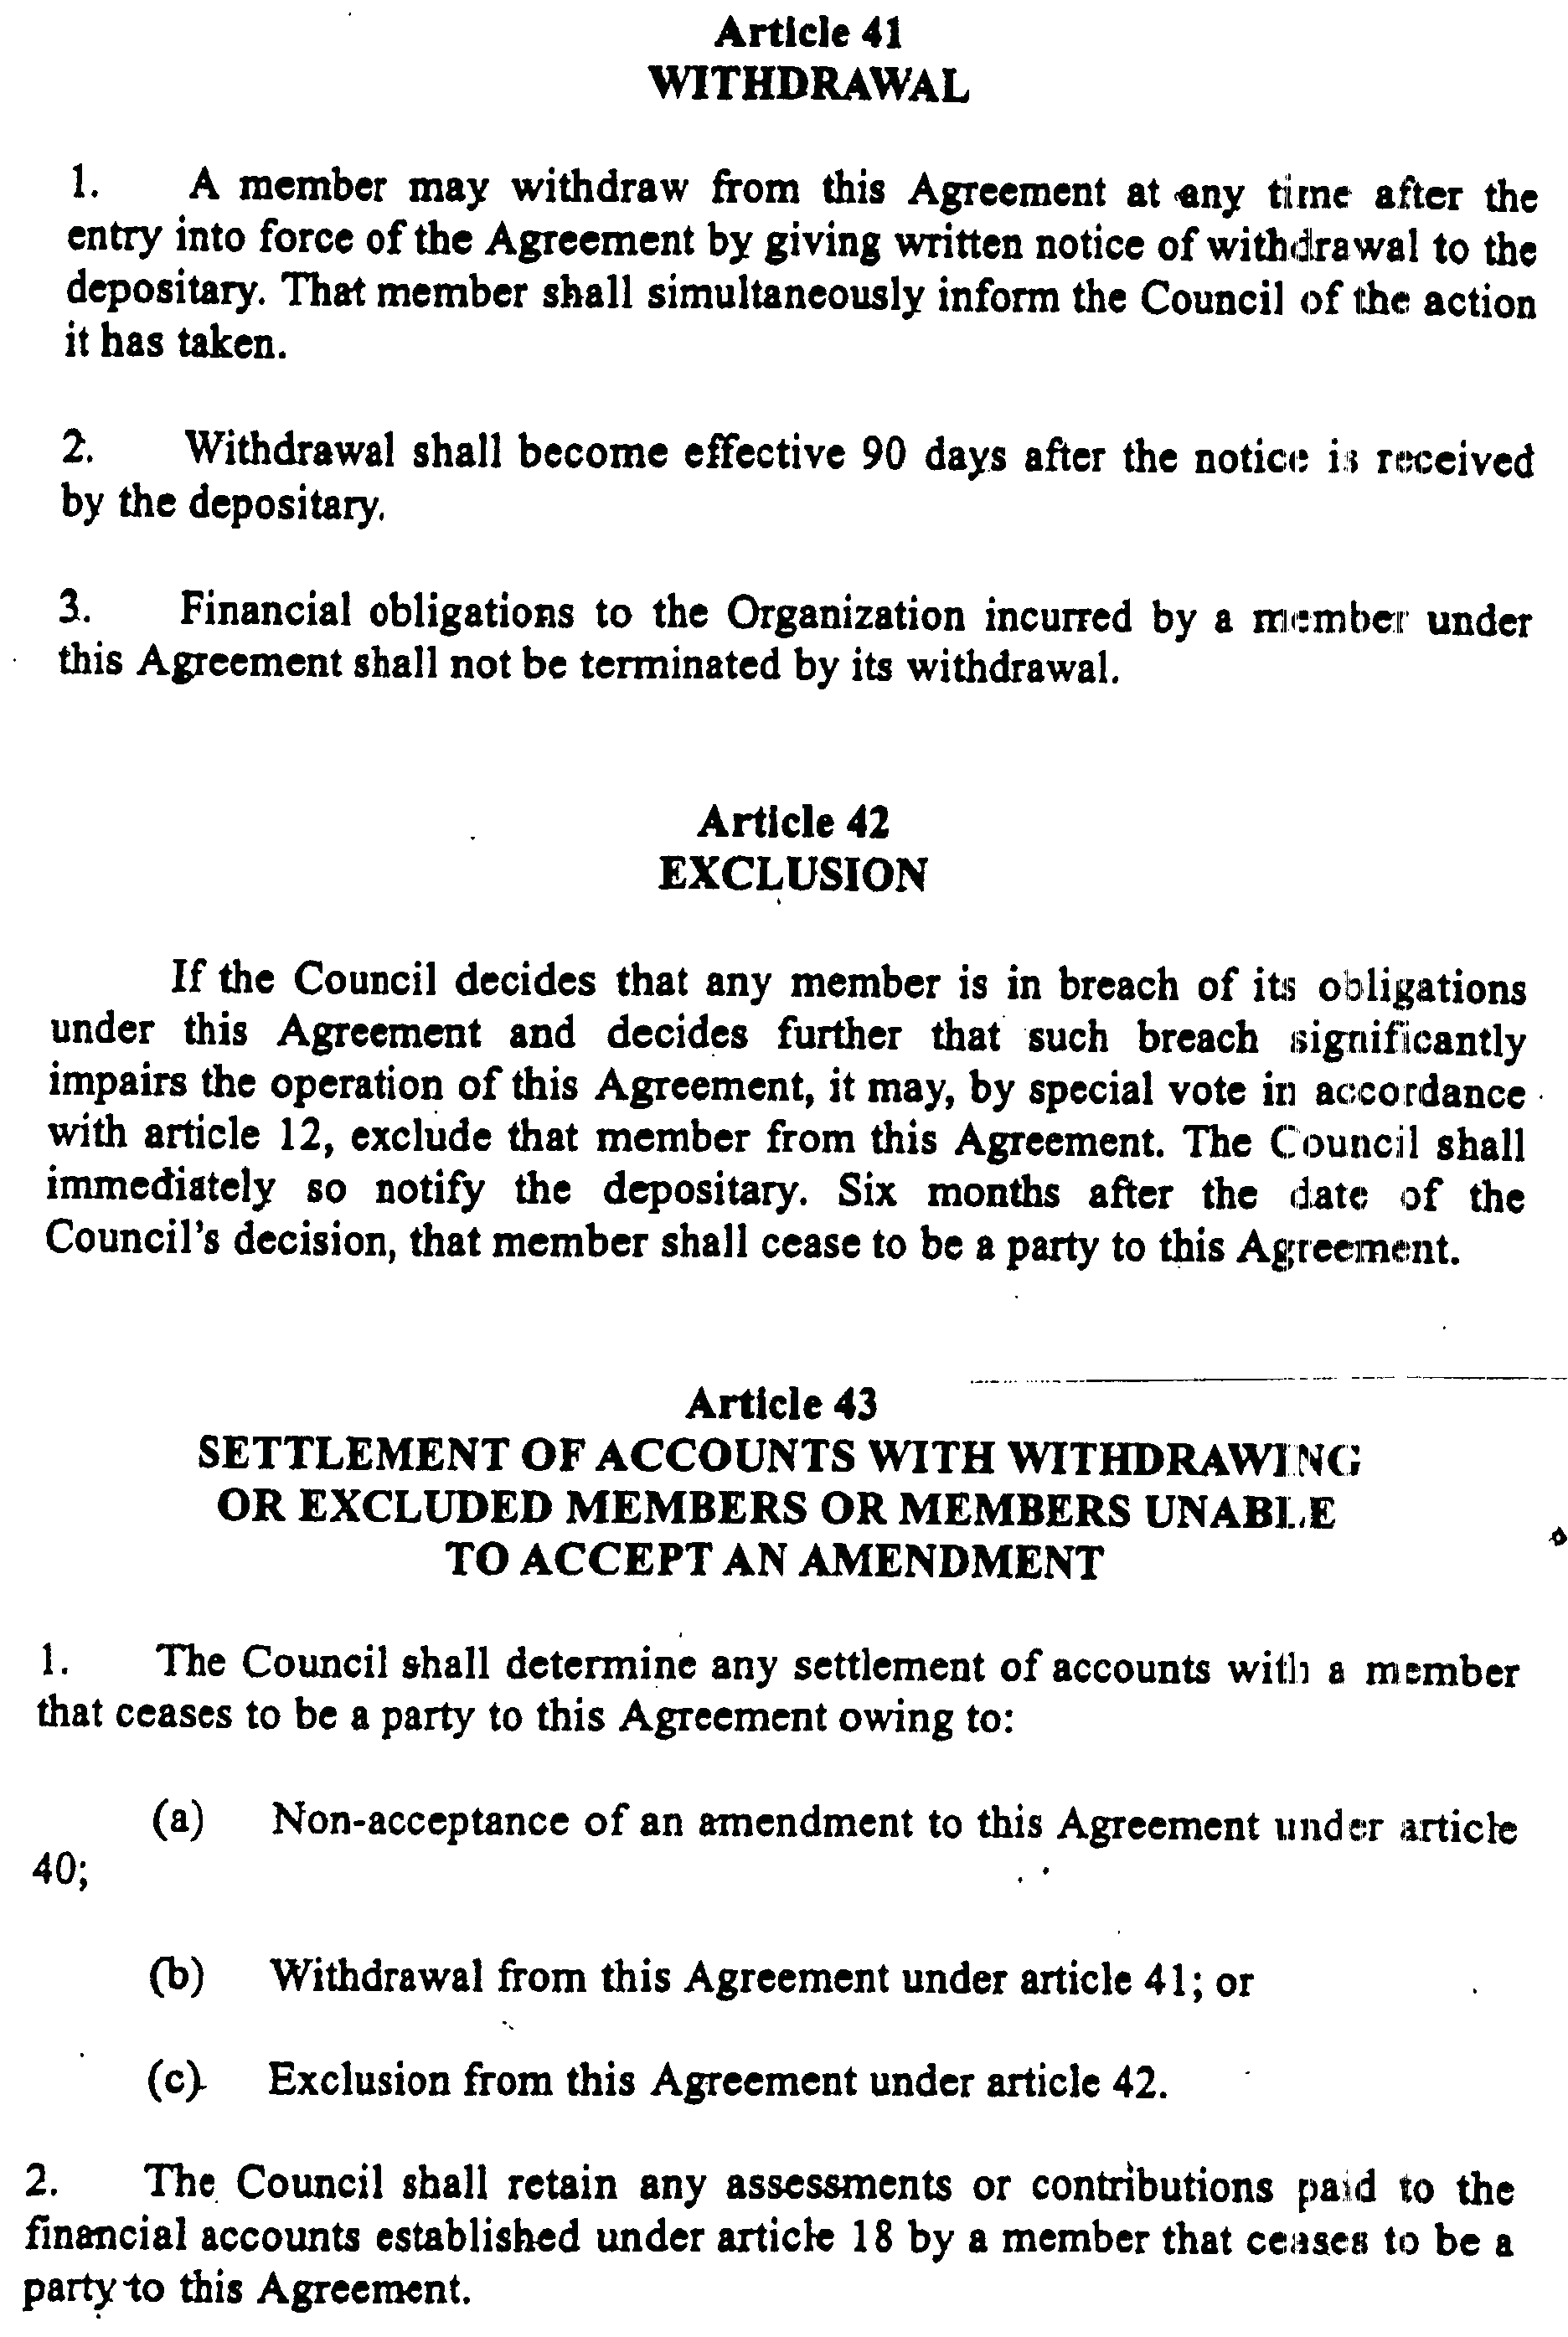 Article 41
WITHDRAWAL
1. A member may withdraw from this Agreement at any time after the
entry into force of the Agreement by giving written notice of withdrawal to the
depositary. That member shall simultaneously inform the Council of the action
it has taken.
2. Withdrawal shall become effective 90 days after the notice is received
by the depositary.
3. Financial obligations to the Organization incurred by a member under
this Agreement shall not be terminated by its withdrawal.
Article 42
EXCLUSION
If the Council decides that any member is in breach of its obligations
under this Agreement and decides further that such breach significantly
impairs the operation of this Agreement, it may, by special vote in accordance
with article 12, exclude that member from this Agreement. The Council shall
immediately so notify the depositary. Six months after the date of the
Council's decision, that member shall cease to be a party to this Agreement.
Article 43
SETTLEMENT OF ACCOUNTS WITH WITHDRAWING
OR EXCLUDED MEMBERS OR MEMBERS UNABLE
TO ACCEPT AN AMENDMENT
1. The Council shall determine any settlement of accounts with a member
that ceases to be a party to this Agreement owing to:
(a) Non-acceptance of an amendment to this Agreement under article
40;
(b) Withdrawal from this Agreement under article 41; or
(c) Exclusion from this Agreement under article 42.
2. The Council shall retain any assessments or contributions paid to the
financial accounts established under article 18 by a member that ceases to be a
party to this Agreement.